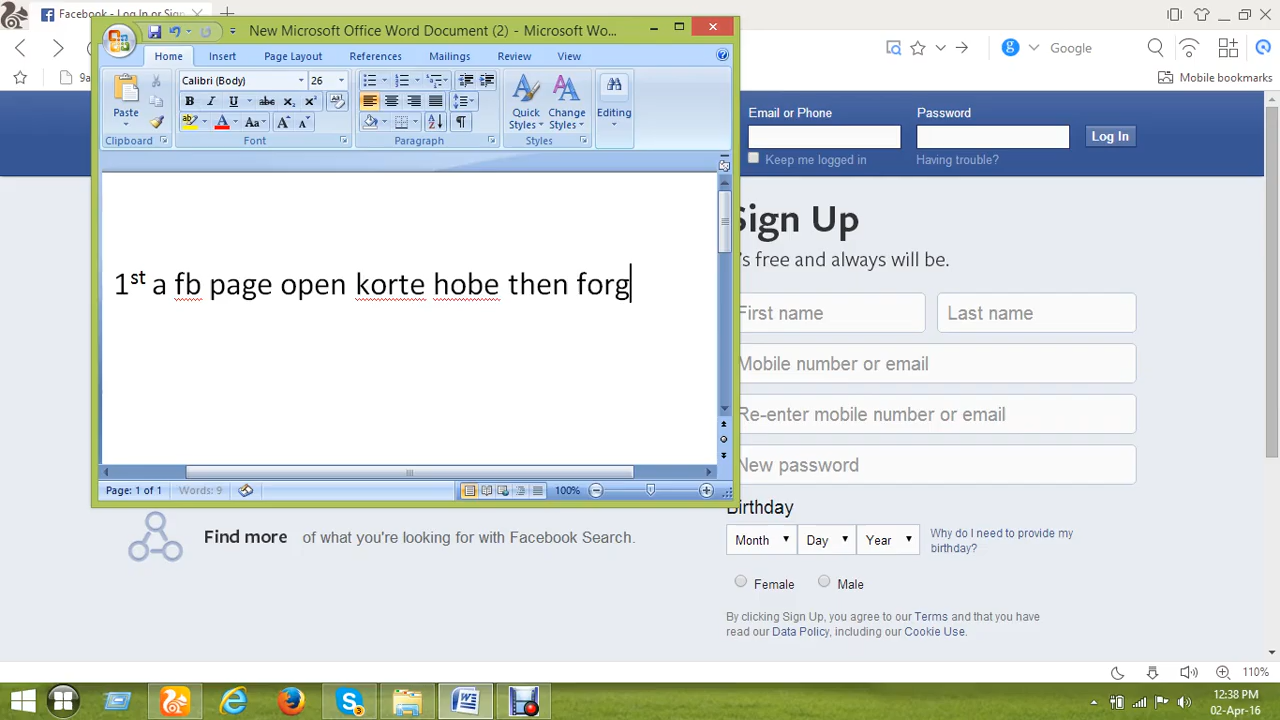 Facebook - Log In or Si
New Microsoft Office Word Document (2) - Microsoft Wo...
Home Insert Page Layout References Mailings Review View
Paste
Clipboard
Calibri (Body) 26
B I U abc x₂ x²
Aa
Font
Paragraph
Quick Styles
Change Styles
Styles
Editing
1st a fb page open korte hobe then forg
Page: 1 of 1 Words: 9 100%
Google
Mobile bookmarks
Email or Phone Password
Log In
Keep me logged in Having trouble?
Sign Up
's free and always will be.
First name Last name
Mobile number or email
Re-enter mobile number or email
New password
Birthday
Month Day Year
Why do I need to provide my
birthday?
Female Male
By clicking Sign Up, you agree to our Terms and that you have
read our Data Policy, including our Cookie Use.
Find more of what you're looking for with Facebook Search.
110%
12:38 PM
02-Apr-16